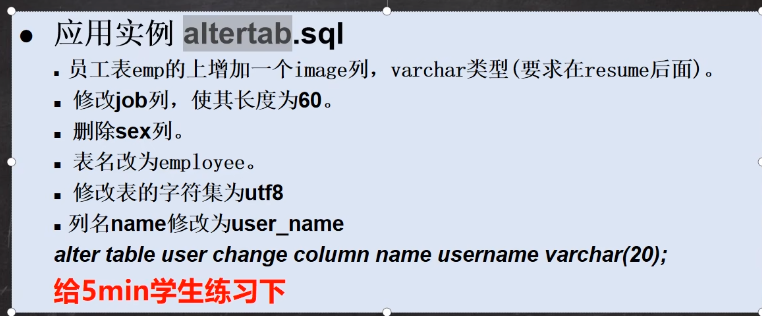 ● 应用实例 altertab.sql
▪ 员工表emp的上增加一个image列，varchar类型(要求在resume后面)。
▪ 修改job列，使其长度为60。
▪ 删除sex列。
▪ 表名改为employee。
▪ 修改表的字符集为utf8
▪ 列名name修改为user_name
alter table user change column name username varchar(20);
给5min学生练习下